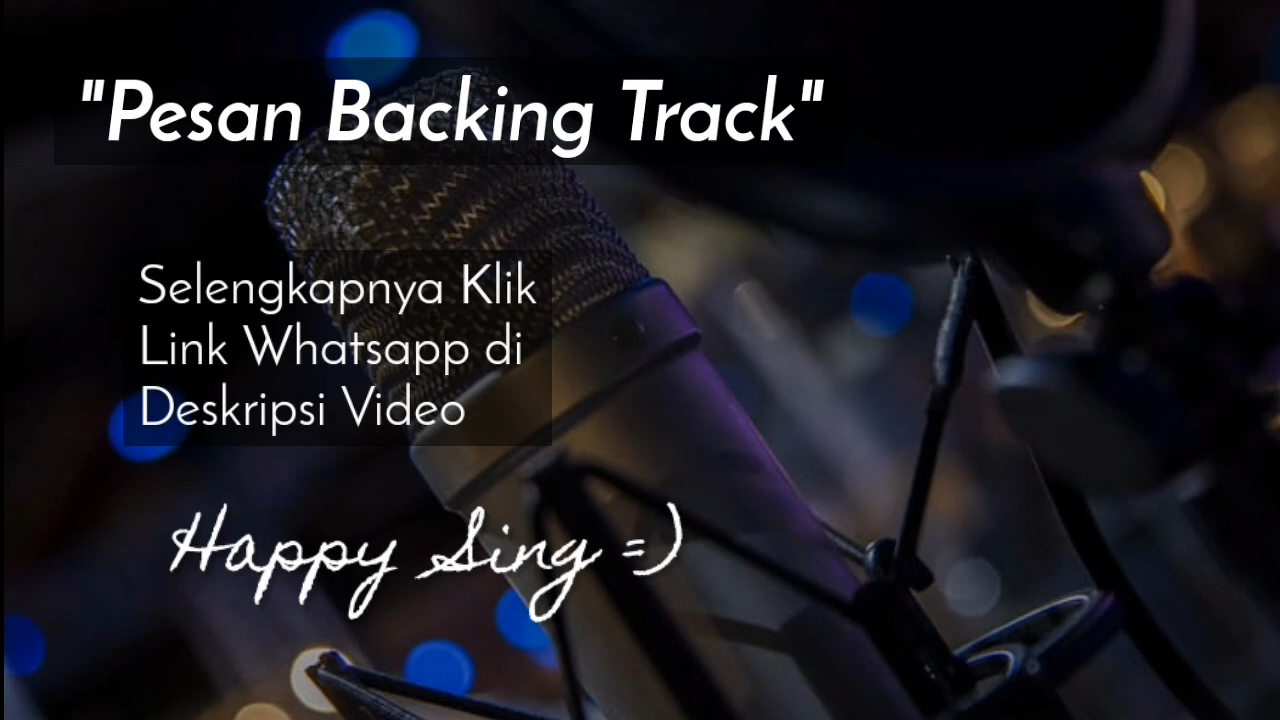 "Pesan Backing Track"
Selengkapnya Klik
Link Whatsapp di
Deskripsi Video
Happy Sing =)